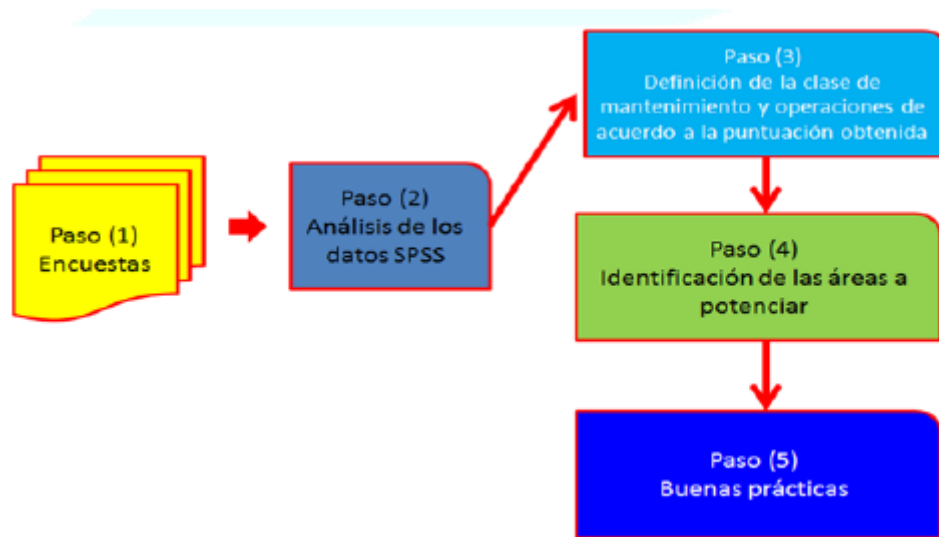 Paso (1)
Encuestas
Paso (2)
Análisis de los
datos SPSS
Paso (3)
Definición de la clase de
mantenimiento y operaciones de
acuerdo a la puntuación obtenida
Paso (4)
Identificación de las áreas a
potenciar
Paso (5)
Buenas prácticas